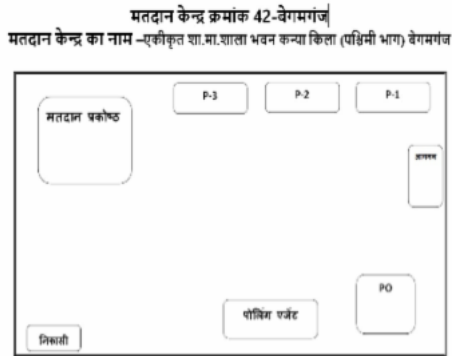 मतदान केन्द्र क्रमांक 42-वेगमगंज
मतदान केन्द्र का नाम –एकीकृत शा.मा.शाला भवन कन्या किला (पश्चिमी भाग) वेगमगंज
P-3 P-2 P-1
मतदान प्रकोष्ठ
आगमन
PO
पोलिंग एजेंट
निकासी